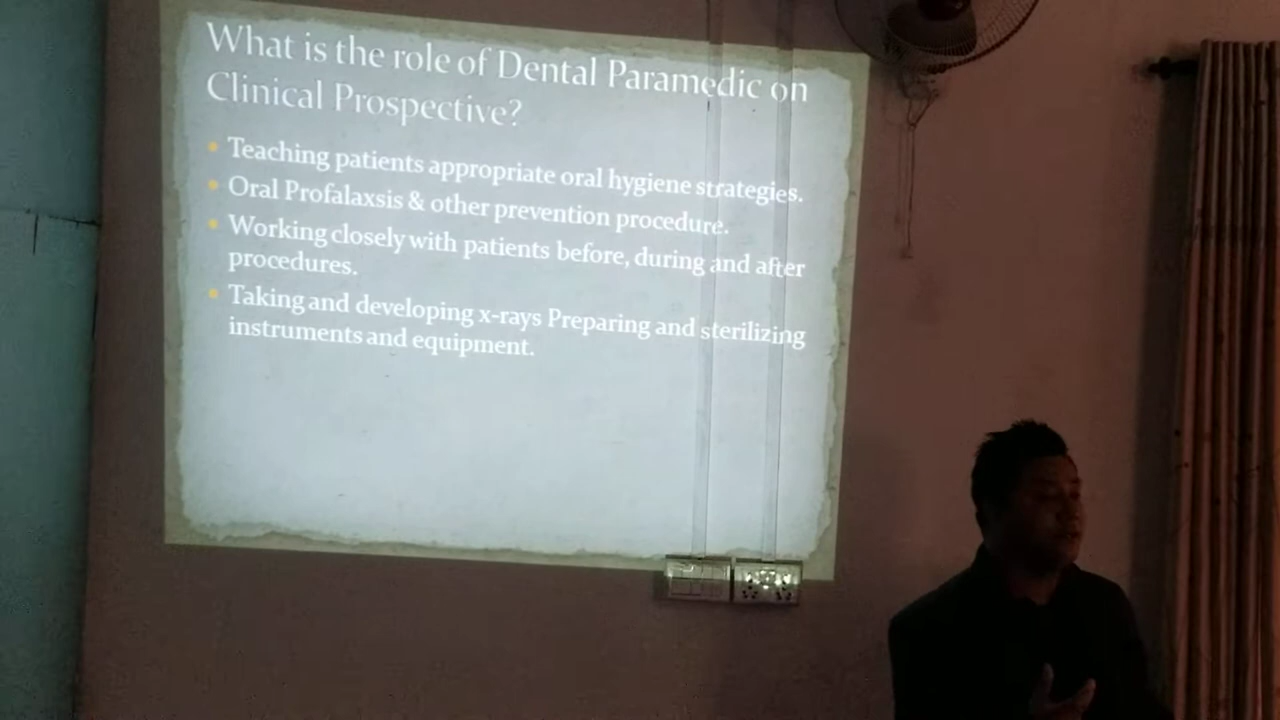 What is the role of Dental Paramedic on
Clinical Prospective?
Teaching patients appropriate oral hygiene strategies.
Oral Profalaxsis & other prevention procedure.
Working closely with patients before, during and after
procedures.
Taking and developing x-rays Preparing and sterilizing
instruments and equipment.